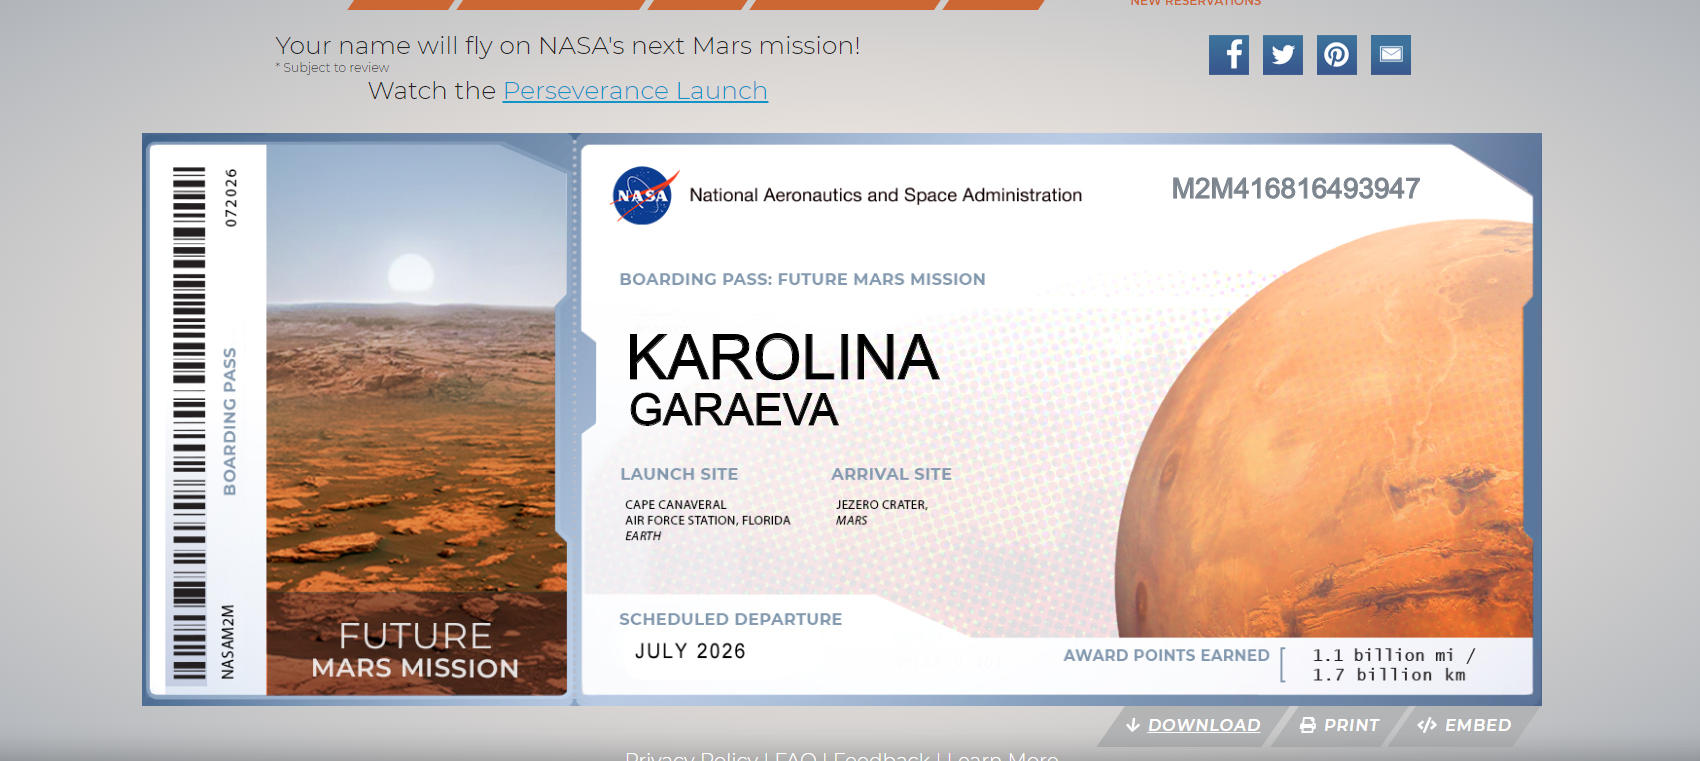 NEW RESERVATIONS
Your name will fly on NASA's next Mars mission!
* Subject to review
Watch the Perseverance Launch
072026
BOARDING PASS
NASAM2M
FUTURE
MARS MISSION
NASA
National Aeronautics and Space Administration
M2M416816493947
BOARDING PASS: FUTURE MARS MISSION
KAROLINA
GARAEVA
LAUNCH SITE
CAPE CANAVERAL
AIR FORCE STATION, FLORIDA
EARTH
ARRIVAL SITE
JEZERO CRATER,
MARS
SCHEDULED DEPARTURE
JULY 2026
AWARD POINTS EARNED
1.1 billion mi /
1.7 billion km
DOWNLOAD PRINT EMBED
Privacy Policy | FAQ | Feedback | Learn More